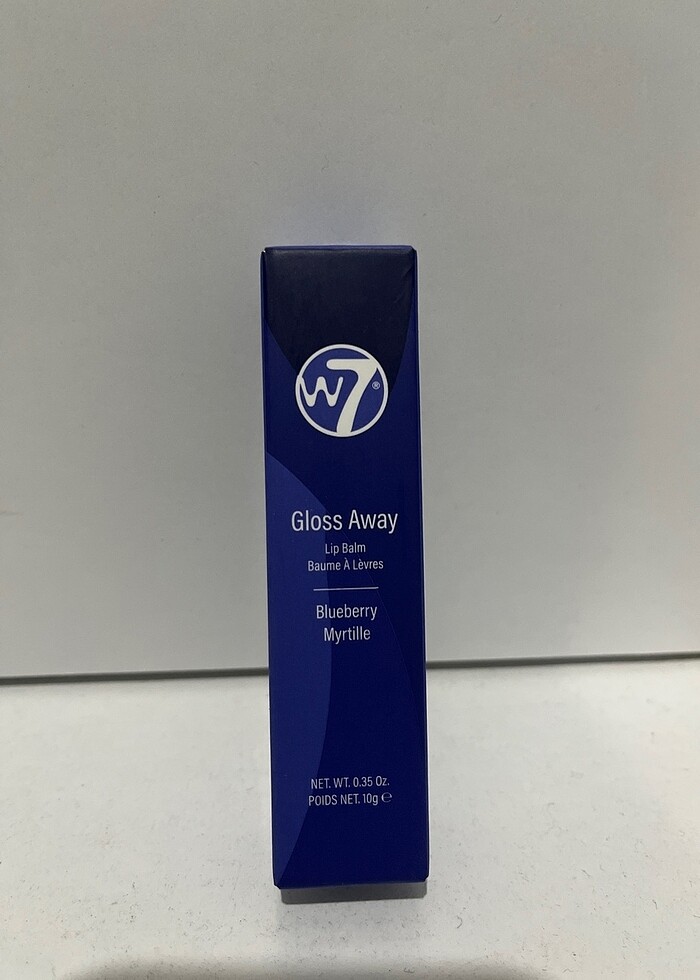 W7®
Gloss Away
Lip Balm
Baume À Lèvres
Blueberry
Myrtille
NET. WT. 0.35 Oz.
POIDS NET. 10g ℮